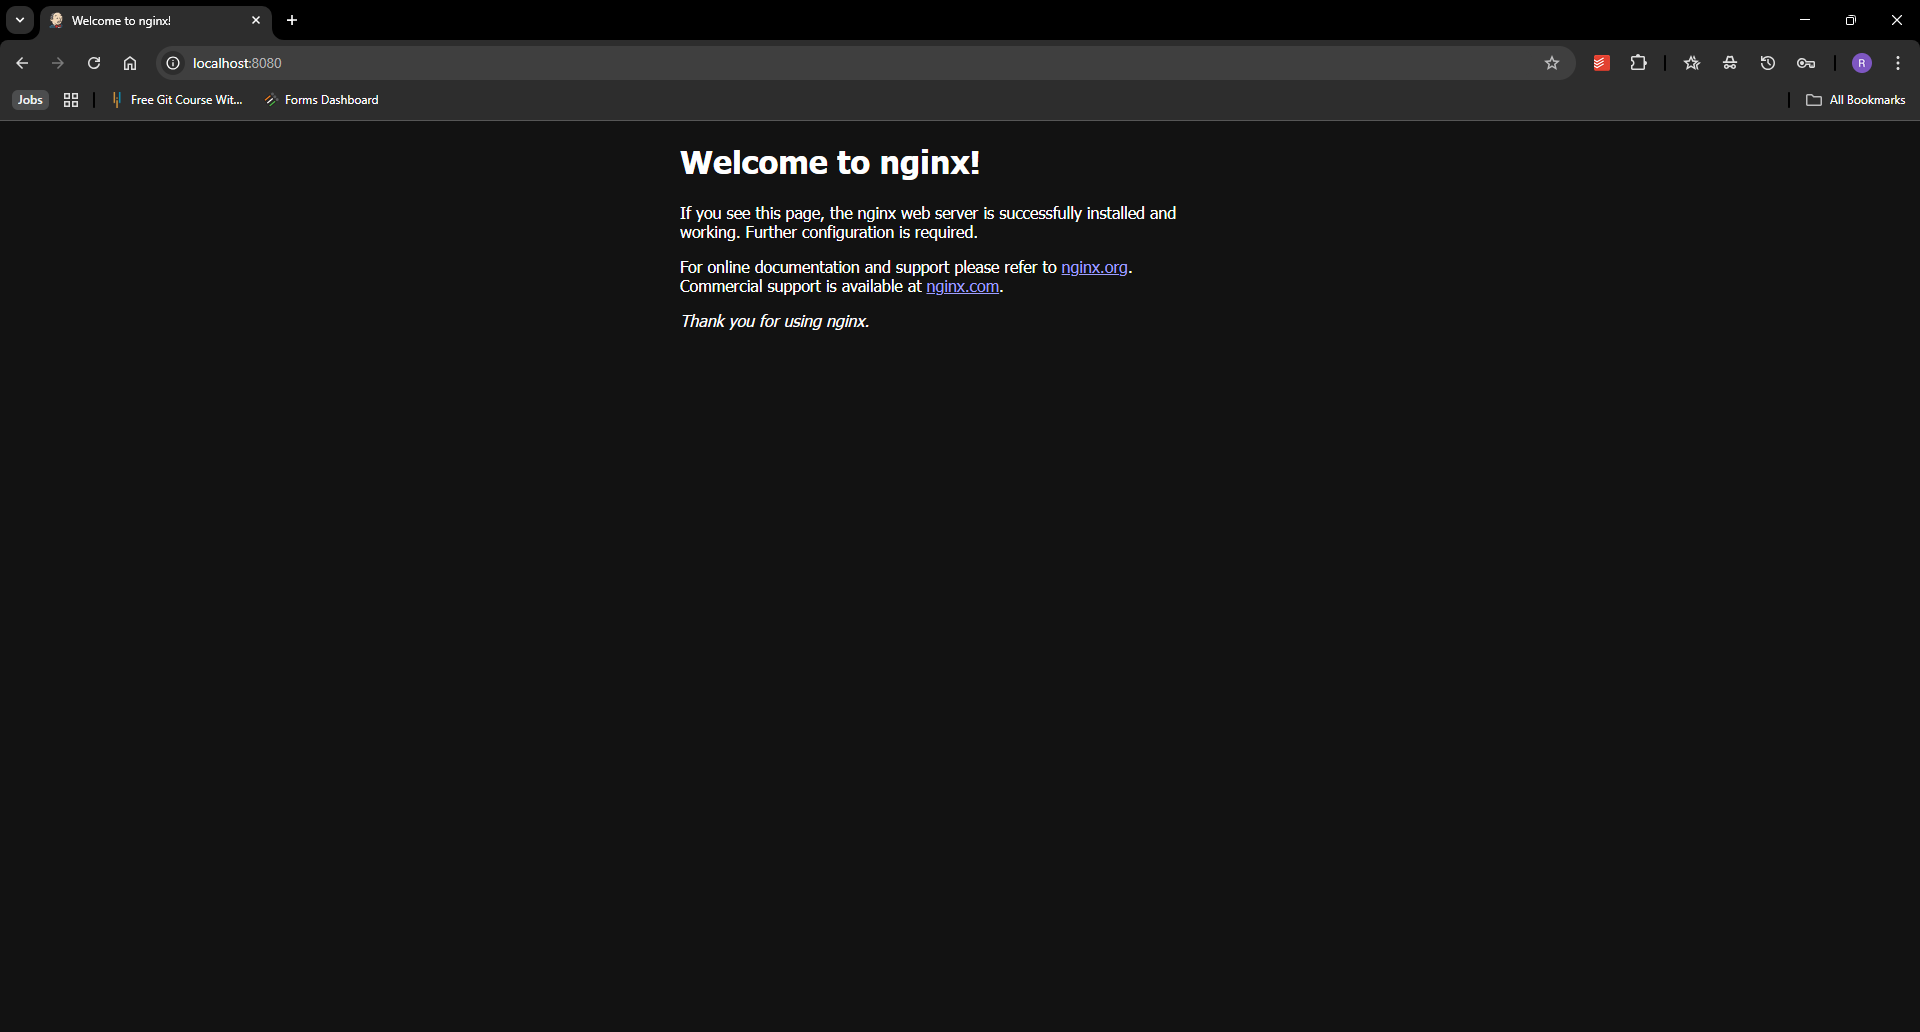 Welcome to nginx!
localhost:8080
R
Jobs
Free Git Course Wit...
Forms Dashboard
All Bookmarks
Welcome to nginx!
If you see this page, the nginx web server is successfully installed and
working. Further configuration is required.
For online documentation and support please refer to nginx.org.
Commercial support is available at nginx.com.
Thank you for using nginx.